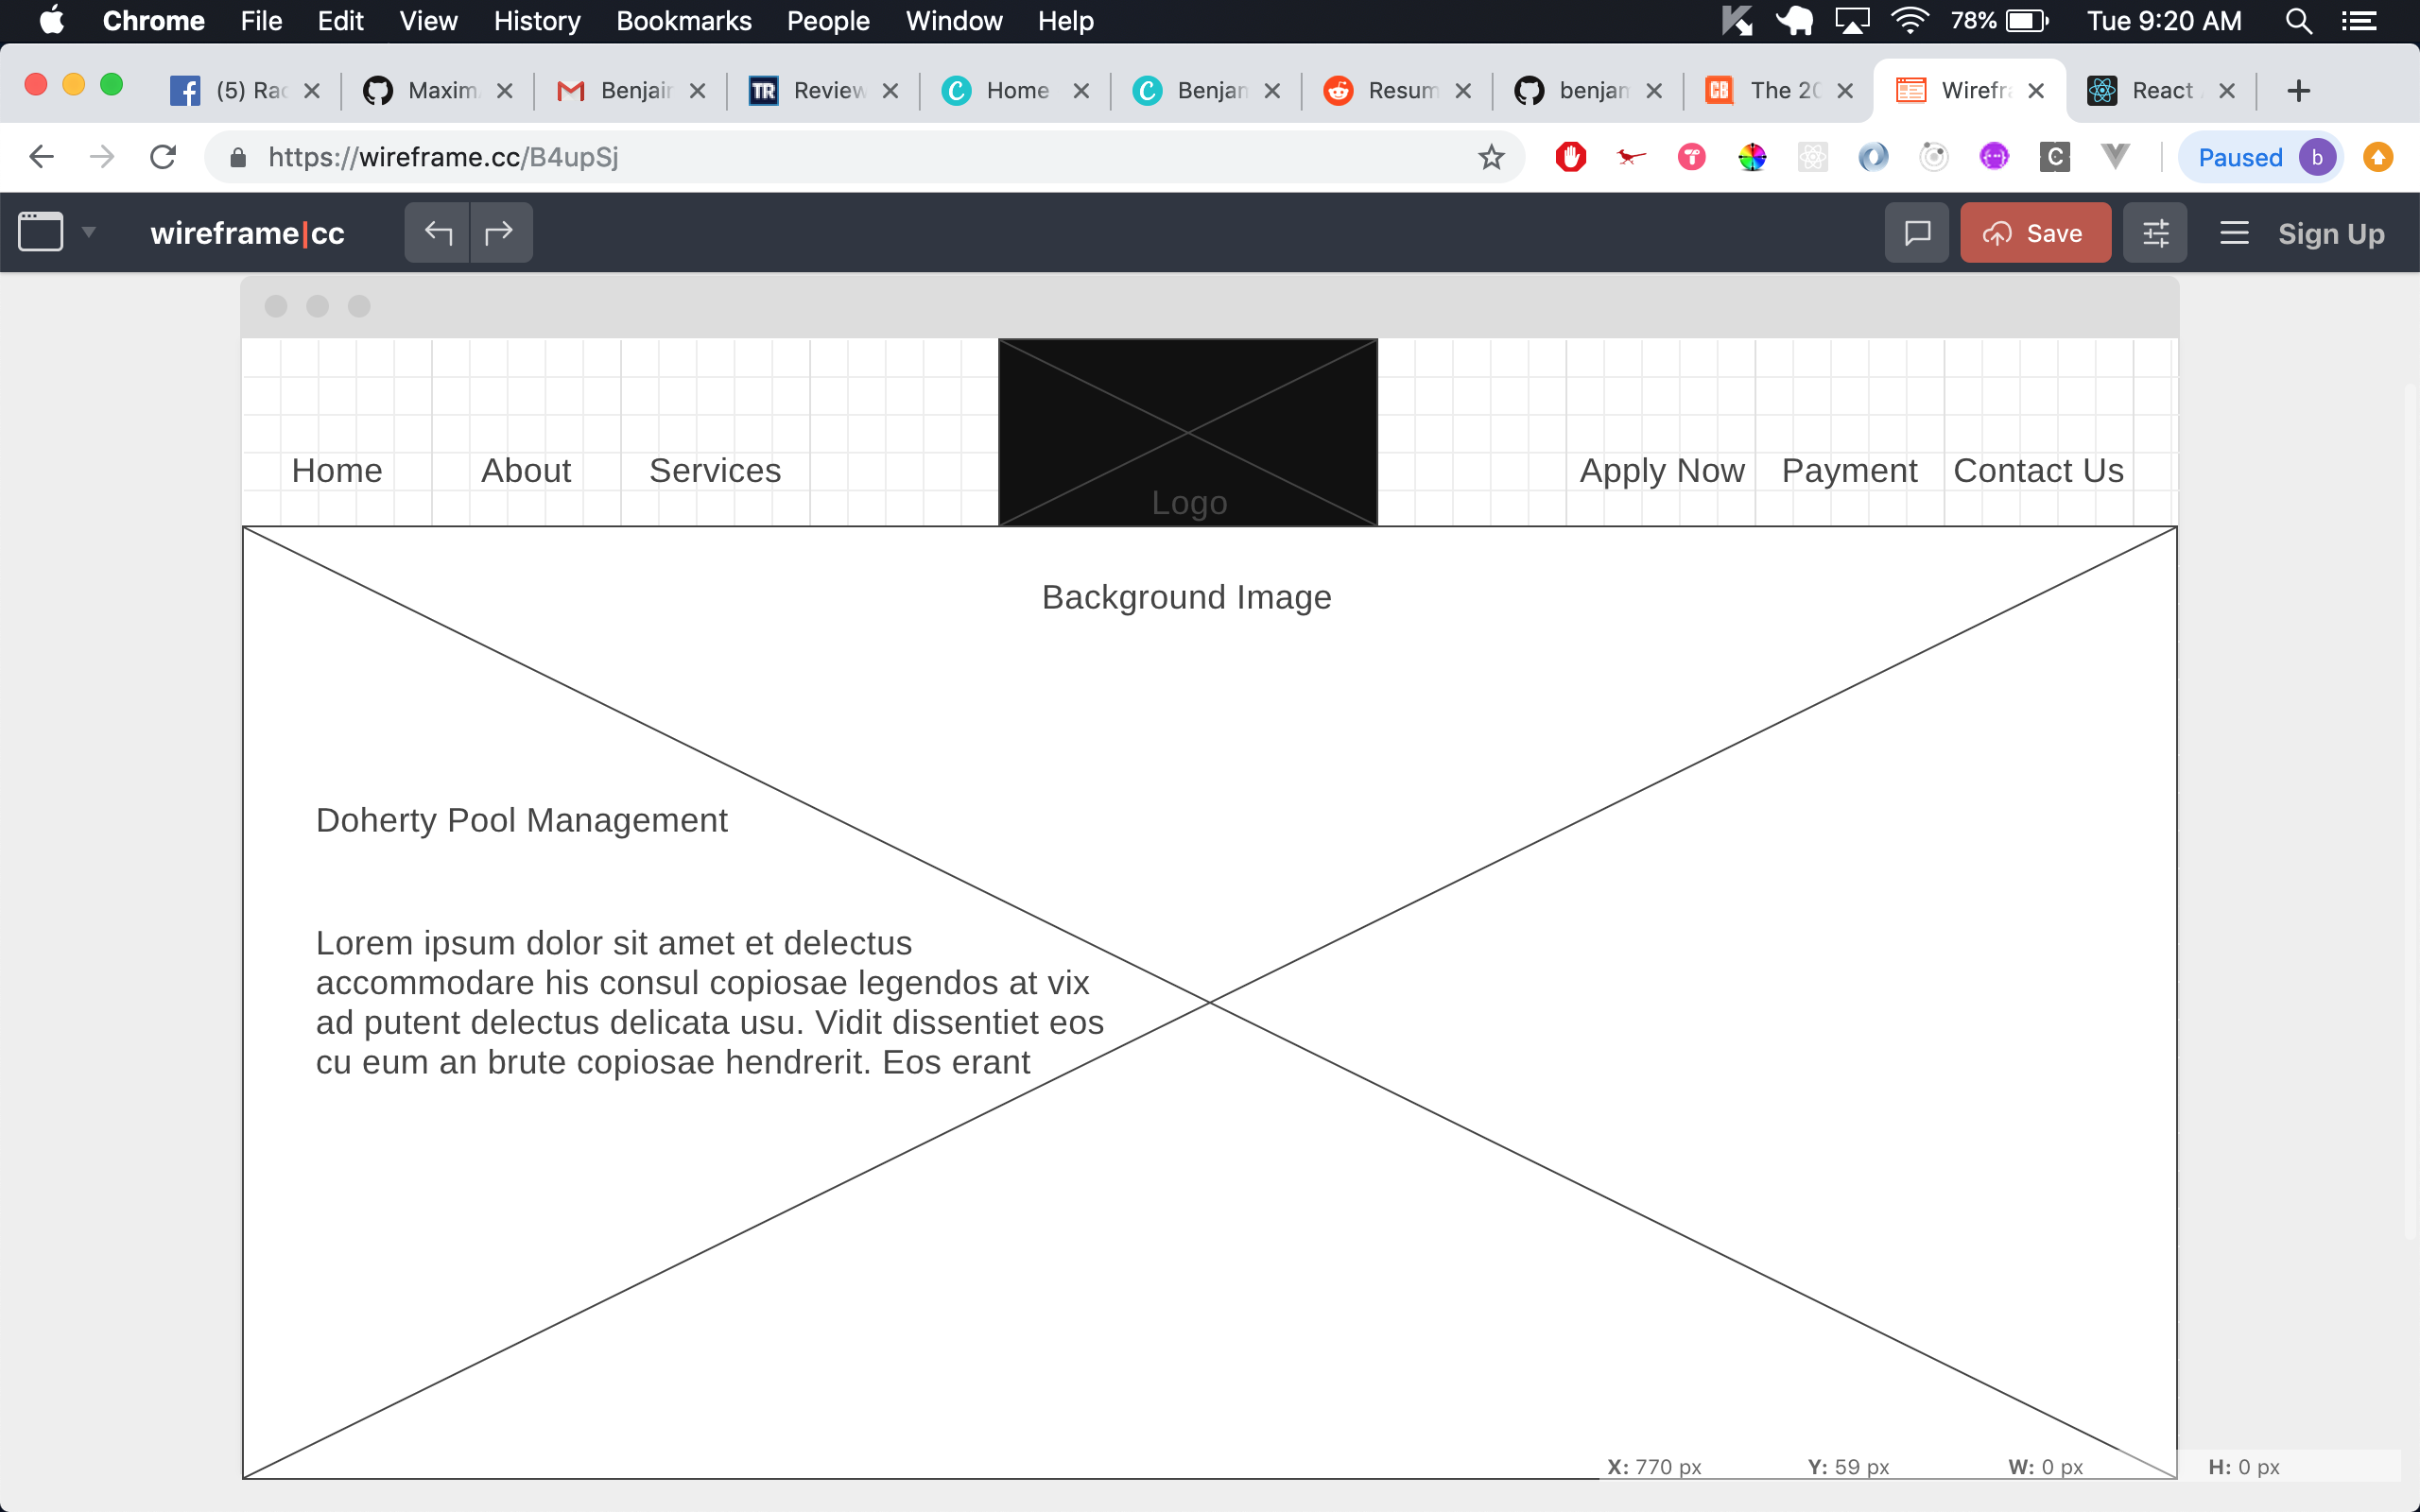 Chrome File Edit View History Bookmarks People Window Help 78% Tue 9:20 AM
(5) Rac Maxim Benjair TR Review Home Benjan Resum benjam CB The 20 Wirefr React
https://wireframe.cc/B4upSj Paused b
wireframe|cc Save Sign Up
Home About Services Logo Apply Now Payment Contact Us
Background Image
Doherty Pool Management
Lorem ipsum dolor sit amet et delectus
accommodare his consul copiosae legendos at vix
ad putent delectus delicata usu. Vidit dissentiet eos
cu eum an brute copiosae hendrerit. Eos erant
X: 770 px Y: 59 px W: 0 px H: 0 px